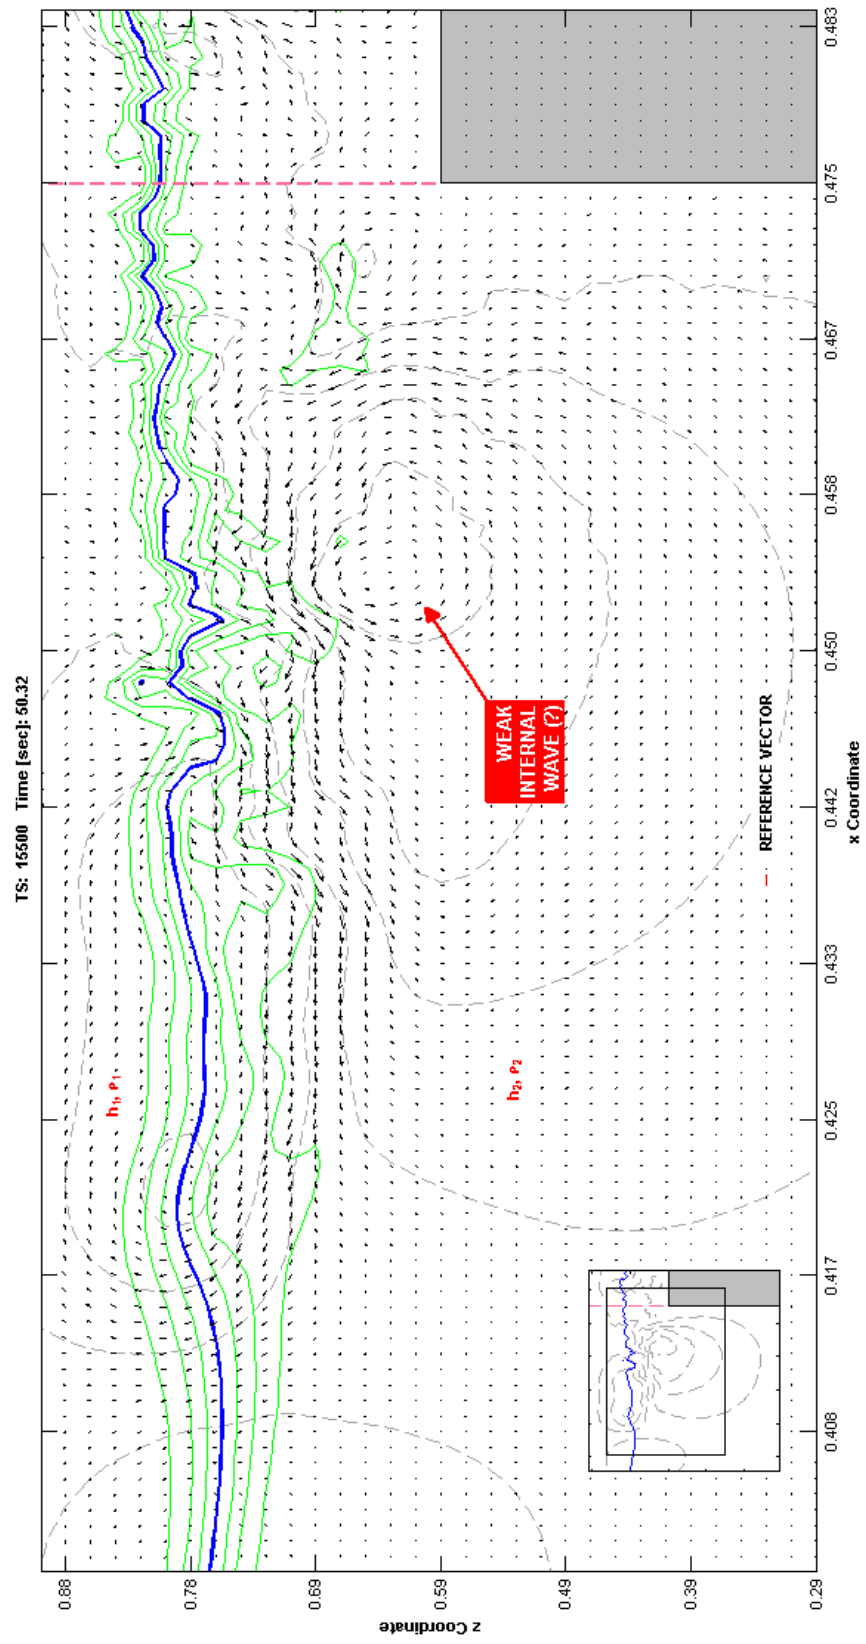 TS: 15500 Time [sec]: 50.32
0.88
0.78
0.69
0.59
0.49
0.39
0.29
z Coordinate
h₁, ρ₁
h₂, ρ₂
WEAK
INTERNAL
WAVE (?)
REFERENCE VECTOR
0.408
0.417
0.425
0.433
0.442
0.450
0.458
0.467
0.475
0.483
x Coordinate